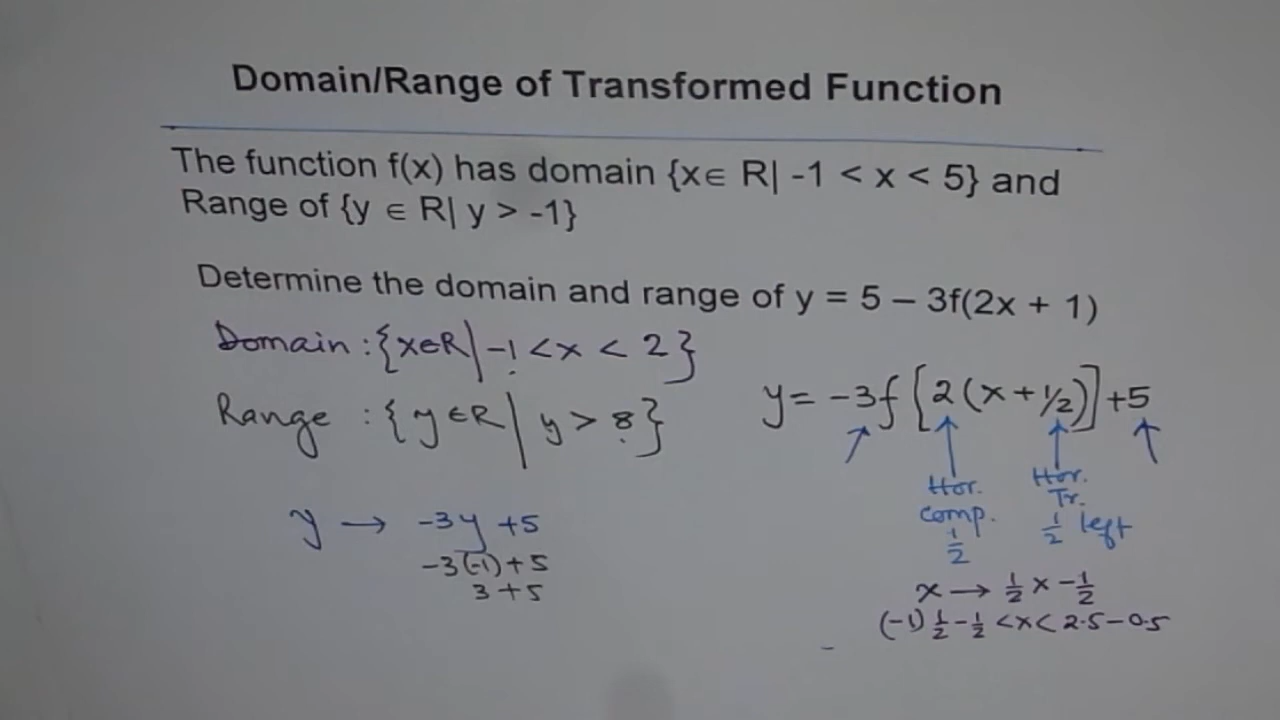 Domain/Range of Transformed Function
The function f(x) has domain {x∈ R| -1 < x < 5} and
Range of {y ∈ R| y > -1}
Determine the domain and range of y = 5 – 3f(2x + 1)
Domain : {x∈R | -1 < x < 2}
Range : {y ∈ R | y > 8}
y = -3f [2(x + 1/2)] + 5
Hor. Comp. 1/2
Hor. Tr. 1/2 left
y → -3y + 5
-3(-1) + 5
3 + 5
x → 1/2 x - 1/2
(-1) 1/2 - 1/2 < x < 2.5 - 0.5